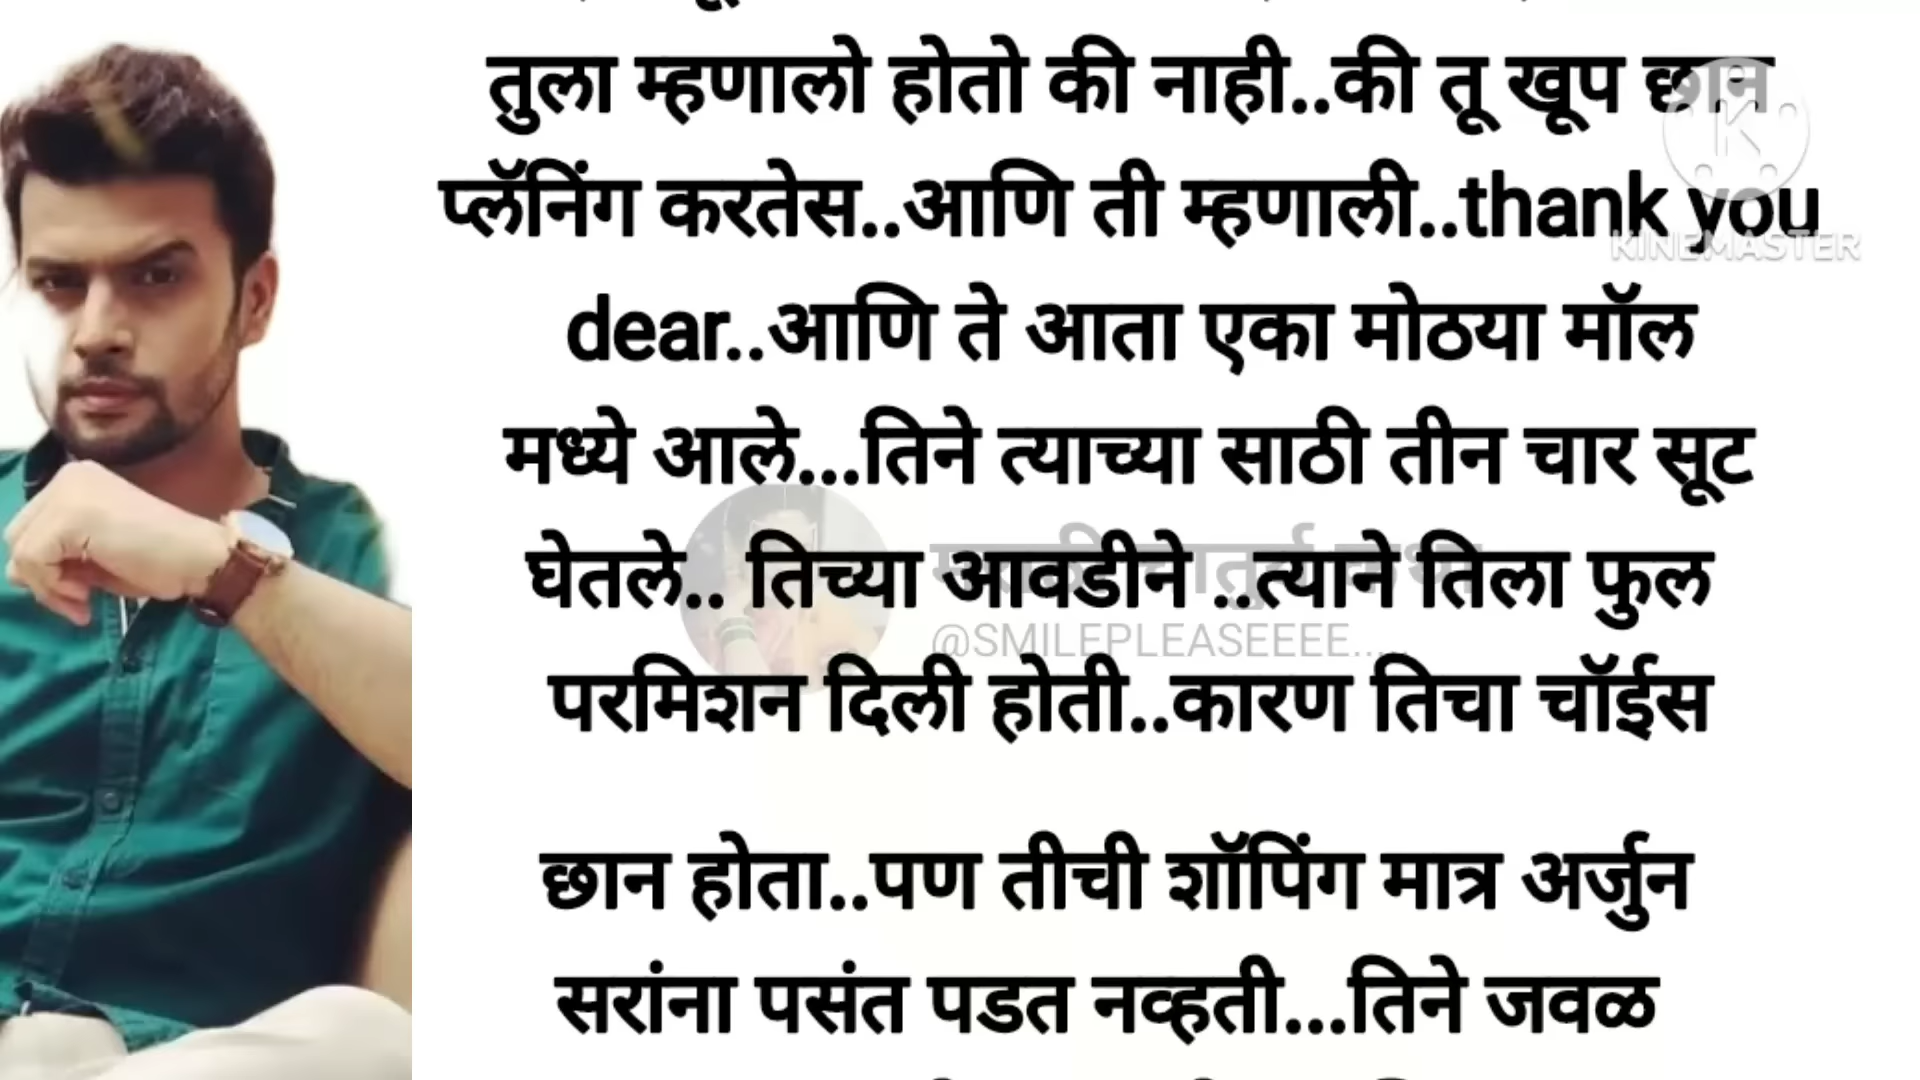 तुला म्हणालो होतो की नाही..की तू खूप छान
प्लॅनिंग करतेस..आणि ती म्हणाली..thank you
KINEMASTER
dear..आणि ते आता एका मोठया मॉल
मध्ये आले...तिने त्याच्या साठी तीन चार सूट
घेतले.. तिच्या आवडीने ..त्याने तिला फुल
@SMILEPLEASEEEE.....
परमिशन दिली होती..कारण तिचा चॉईस
छान होता..पण तीची शॉपिंग मात्र अर्जुन
सरांना पसंत पडत नव्हती...तिने जवळ